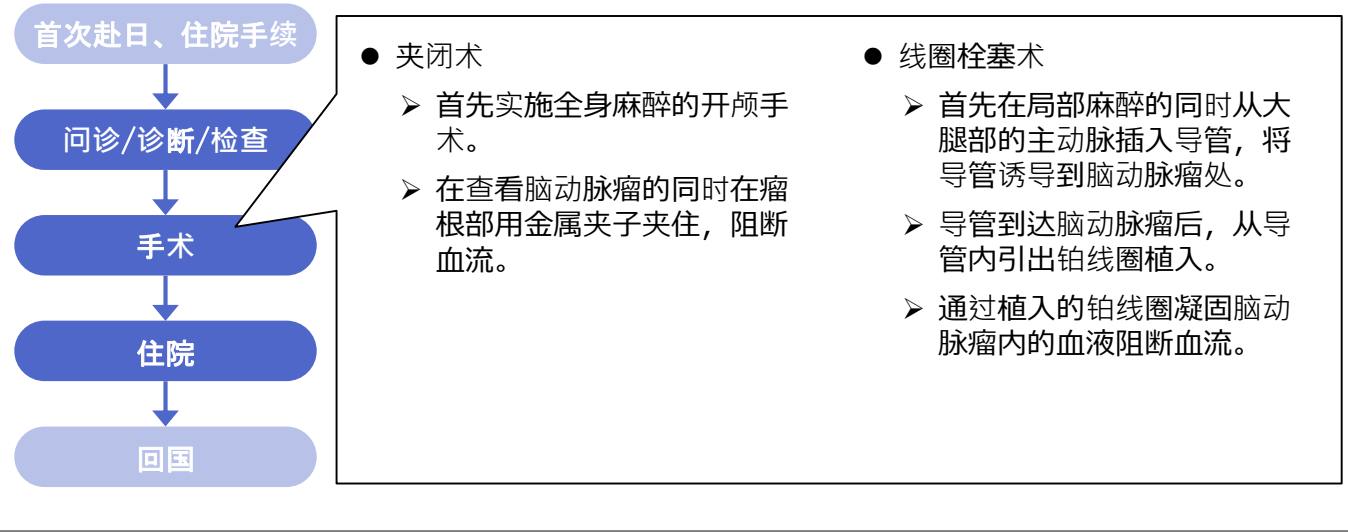 首次赴日、住院手续
问诊/诊断/检查
手术
住院
回国
● 夹闭术
➢ 首先实施全身麻醉的开颅手
术。
➢ 在查看脑动脉瘤的同时在瘤
根部用金属夹子夹住，阻断
血流。
● 线圈栓塞术
➢ 首先在局部麻醉的同时从大
腿部的主动脉插入导管，将
导管诱导到脑动脉瘤处。
➢ 导管到达脑动脉瘤后，从导
管内引出铂线圈植入。
➢ 通过植入的铂线圈凝固脑动
脉瘤内的血液阻断血流。